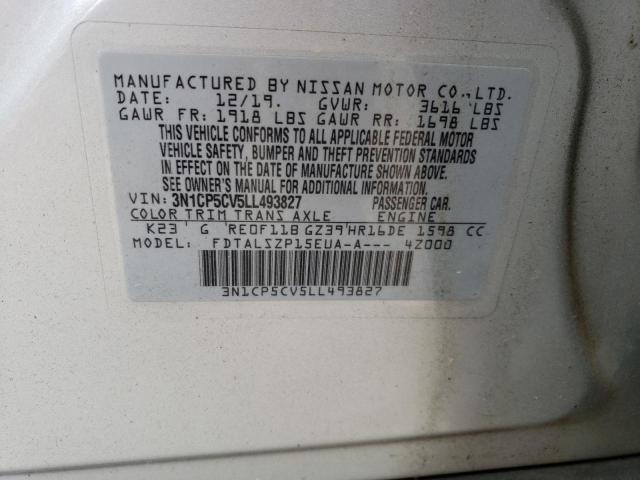 MANUFACTURED BY NISSAN MOTOR CO., LTD.
DATE: 12/19. GVWR: 3616 LBS
GAWR FR: 1918 LBS GAWR RR: 1698 LBS
THIS VEHICLE CONFORMS TO ALL APPLICABLE FEDERAL MOTOR
VEHICLE SAFETY, BUMPER AND THEFT PREVENTION STANDARDS
IN EFFECT ON THE DATE OF MANUFACTURE SHOWN ABOVE.
SEE OWNER'S MANUAL FOR ADDITIONAL INFORMATION.
VIN: 3N1CP5CV5LL493827 PASSENGER CAR.
COLOR TRIM TRANS AXLE ENGINE
K23 G RE0F11B GZ39 HR16DE 1598 CC
MODEL: FDTALSZP15EUA-A--- 4Z000
3N1CP5CV5LL493827